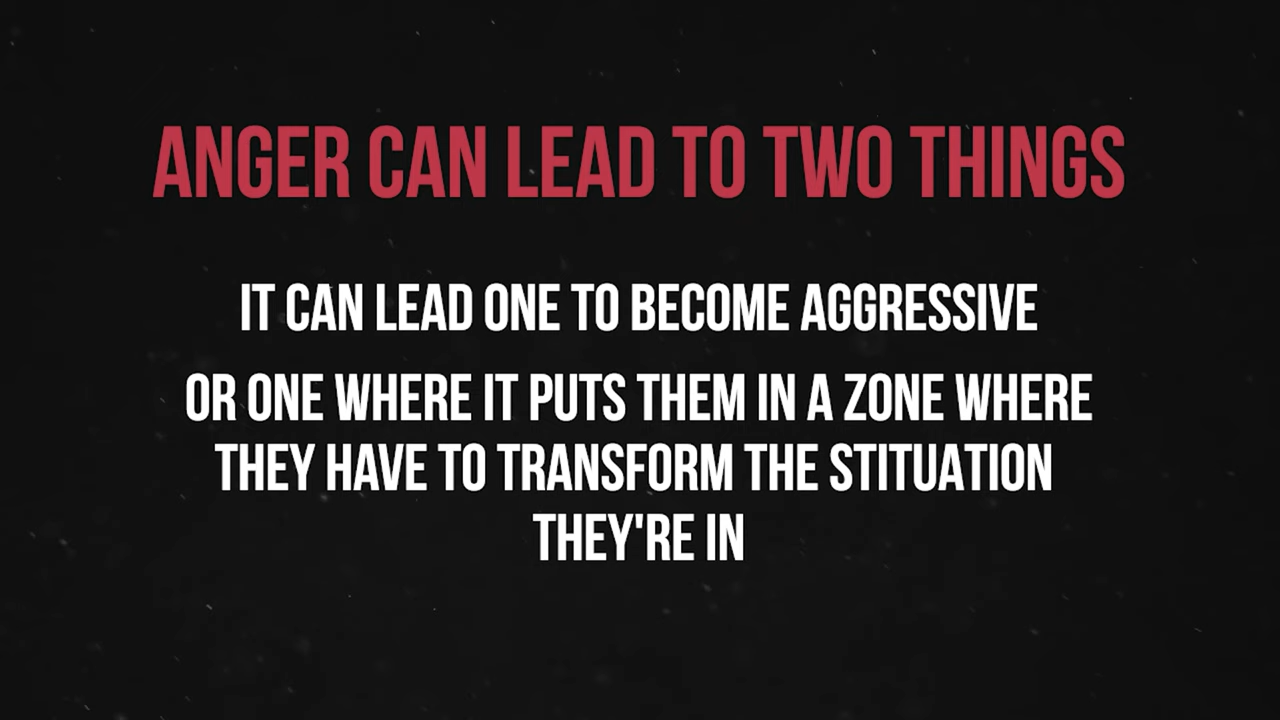 ANGER CAN LEAD TO TWO THINGS
IT CAN LEAD ONE TO BECOME AGGRESSIVE
OR ONE WHERE IT PUTS THEM IN A ZONE WHERE
THEY HAVE TO TRANSFORM THE STITUATION
THEY'RE IN